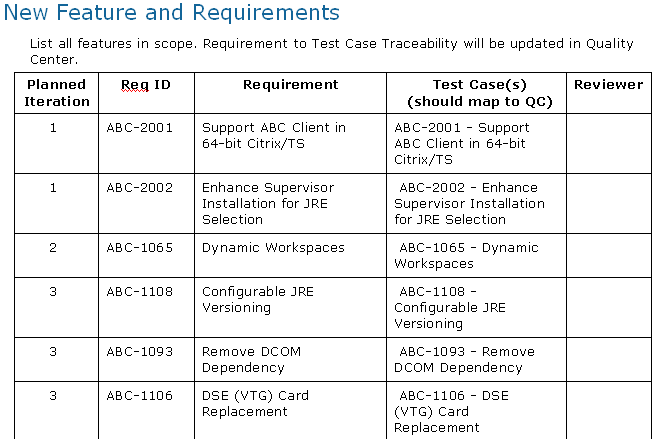 New Feature and Requirements
List all features in scope. Requirement to Test Case Traceability will be updated in Quality
Center.
Planned Iteration Req ID Requirement Test Case(s) (should map to QC) Reviewer
1 ABC-2001 Support ABC Client in 64-bit Citrix/TS ABC-2001 - Support ABC Client in 64-bit Citrix/TS
1 ABC-2002 Enhance Supervisor Installation for JRE Selection ABC-2002 - Enhance Supervisor Installation for JRE Selection
2 ABC-1065 Dynamic Workspaces ABC-1065 - Dynamic Workspaces
3 ABC-1108 Configurable JRE Versioning ABC-1108 - Configurable JRE Versioning
3 ABC-1093 Remove DCOM Dependency ABC-1093 - Remove DCOM Dependency
3 ABC-1106 DSE (VTG) Card Replacement ABC-1106 - DSE (VTG) Card Replacement